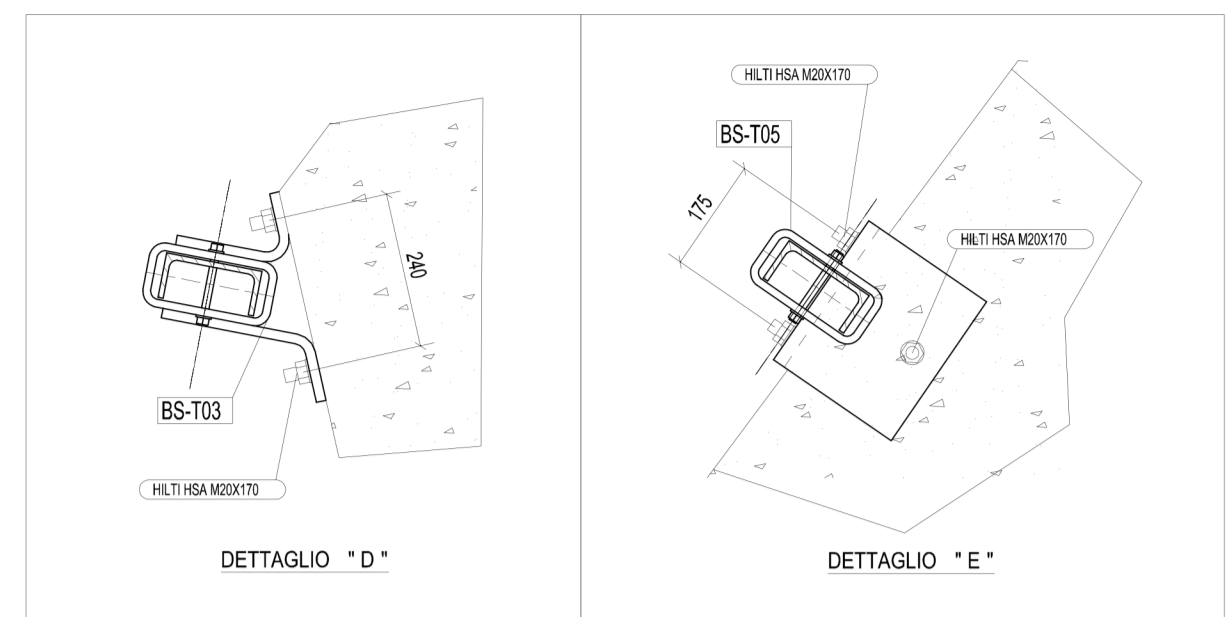 240
BS-T03
HILTI HSA M20X170
DETTAGLIO " D "
HILTI HSA M20X170
BS-T05
175
HILTI HSA M20X170
DETTAGLIO " E "